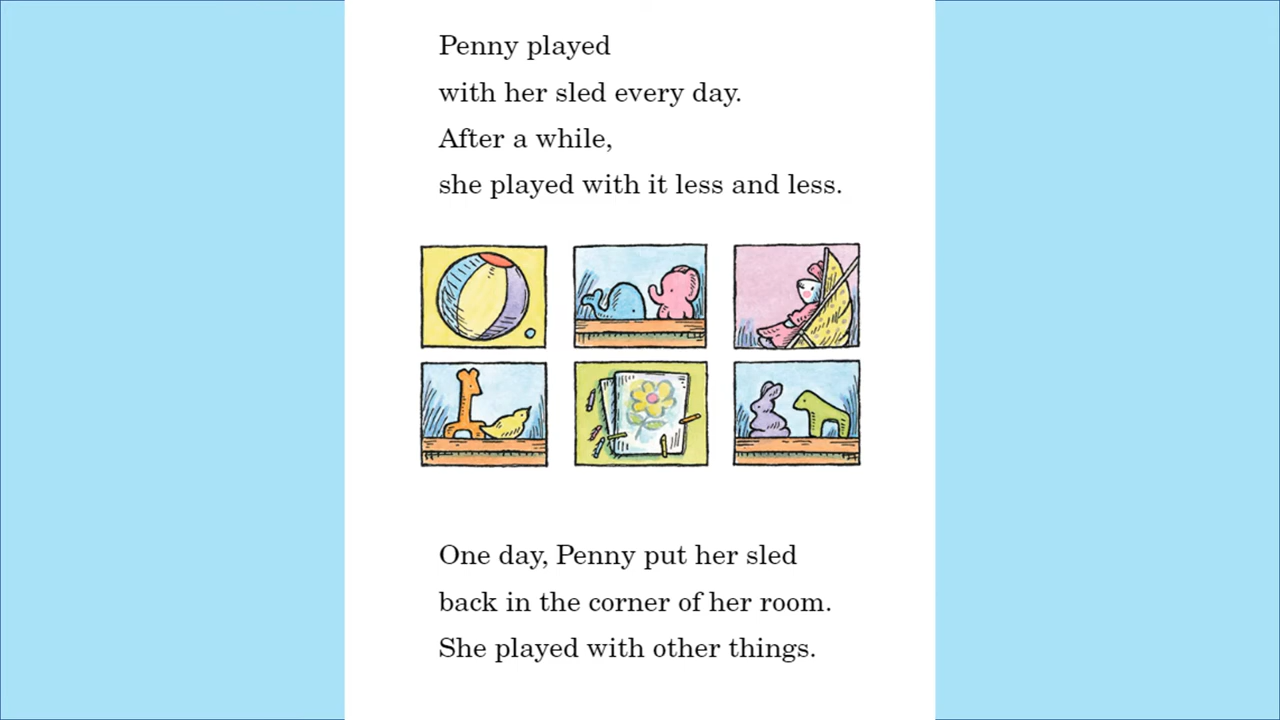 Penny played
with her sled every day.
After a while,
she played with it less and less.
One day, Penny put her sled
back in the corner of her room.
She played with other things.